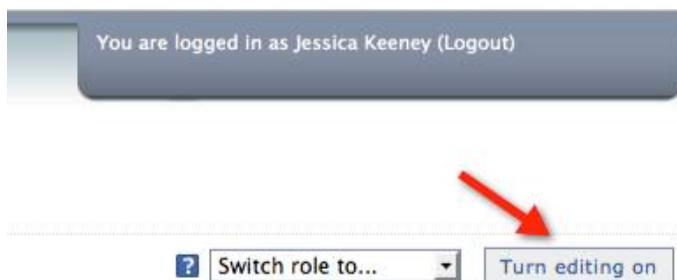 You are logged in as Jessica Keeney (Logout)
? Switch role to... Turn editing on